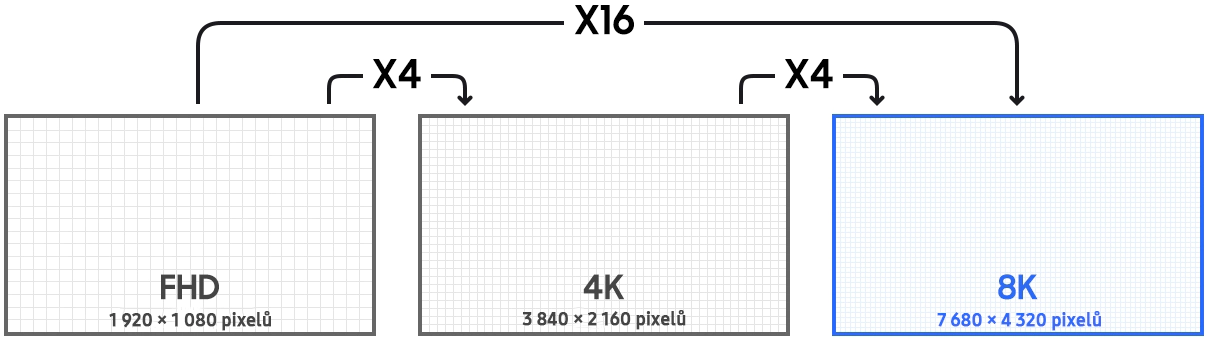 X16
X4
X4
FHD
1 920 × 1 080 pixelů
4K
3 840 × 2 160 pixelů
8K
7 680 × 4 320 pixelů